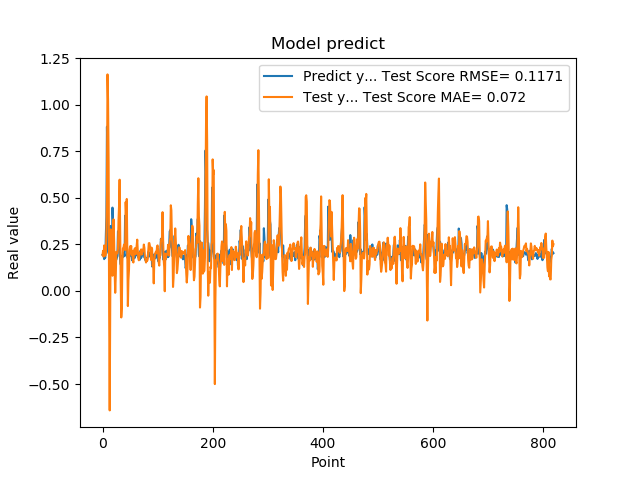 Model predict
1.25
1.00
0.75
0.50
0.25
0.00
−0.25
−0.50
Real value
Predict y... Test Score RMSE= 0.1171
Test y... Test Score MAE= 0.072
0 200 400 600 800
Point